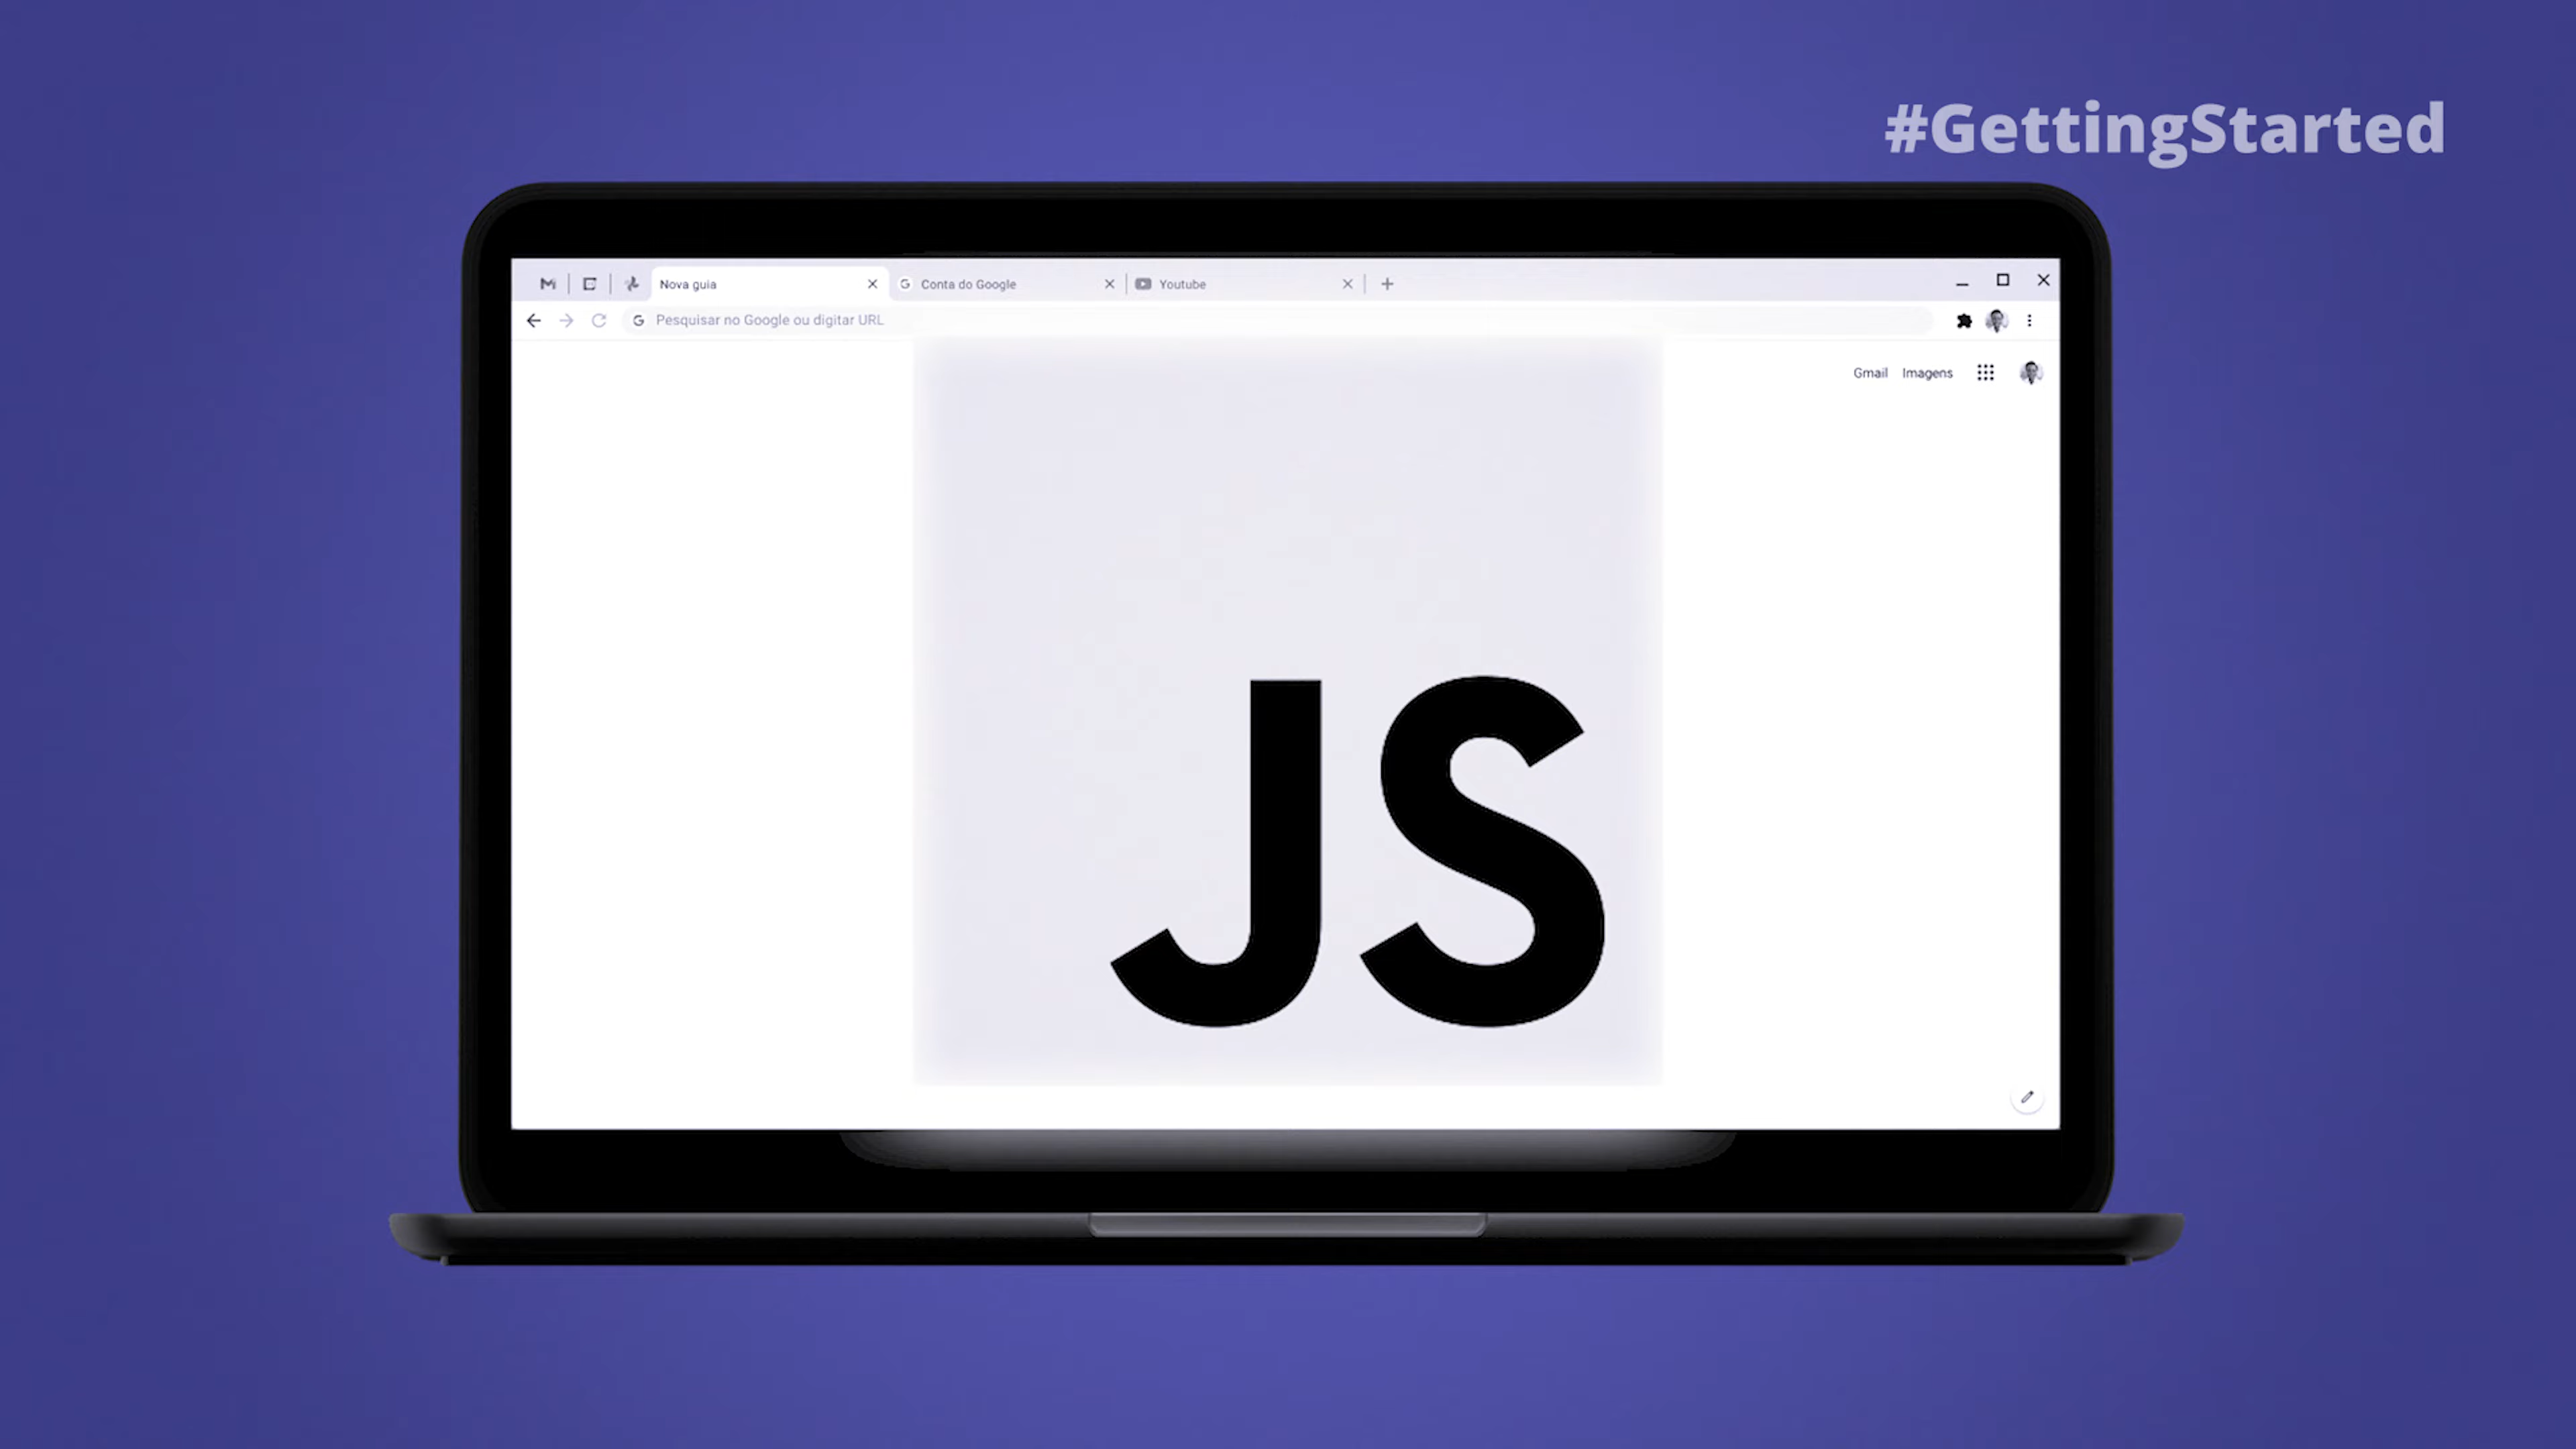 #GettingStarted
Nova guia
Conta do Google
Youtube
Pesquisar no Google ou digitar URL
Gmail
Imagens
JS